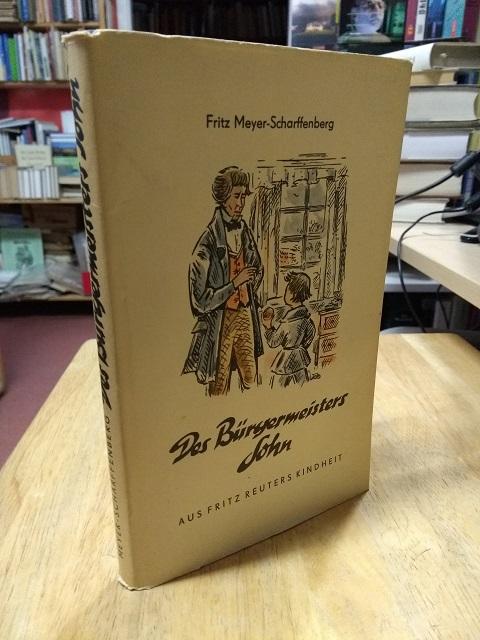 Fritz Meyer-Scharffenberg
Des Bürgermeisters
Sohn
AUS FRITZ REUTERS KINDHEIT
MEYER-SCHARFFENBERG
Des Bürgermeisters Sohn